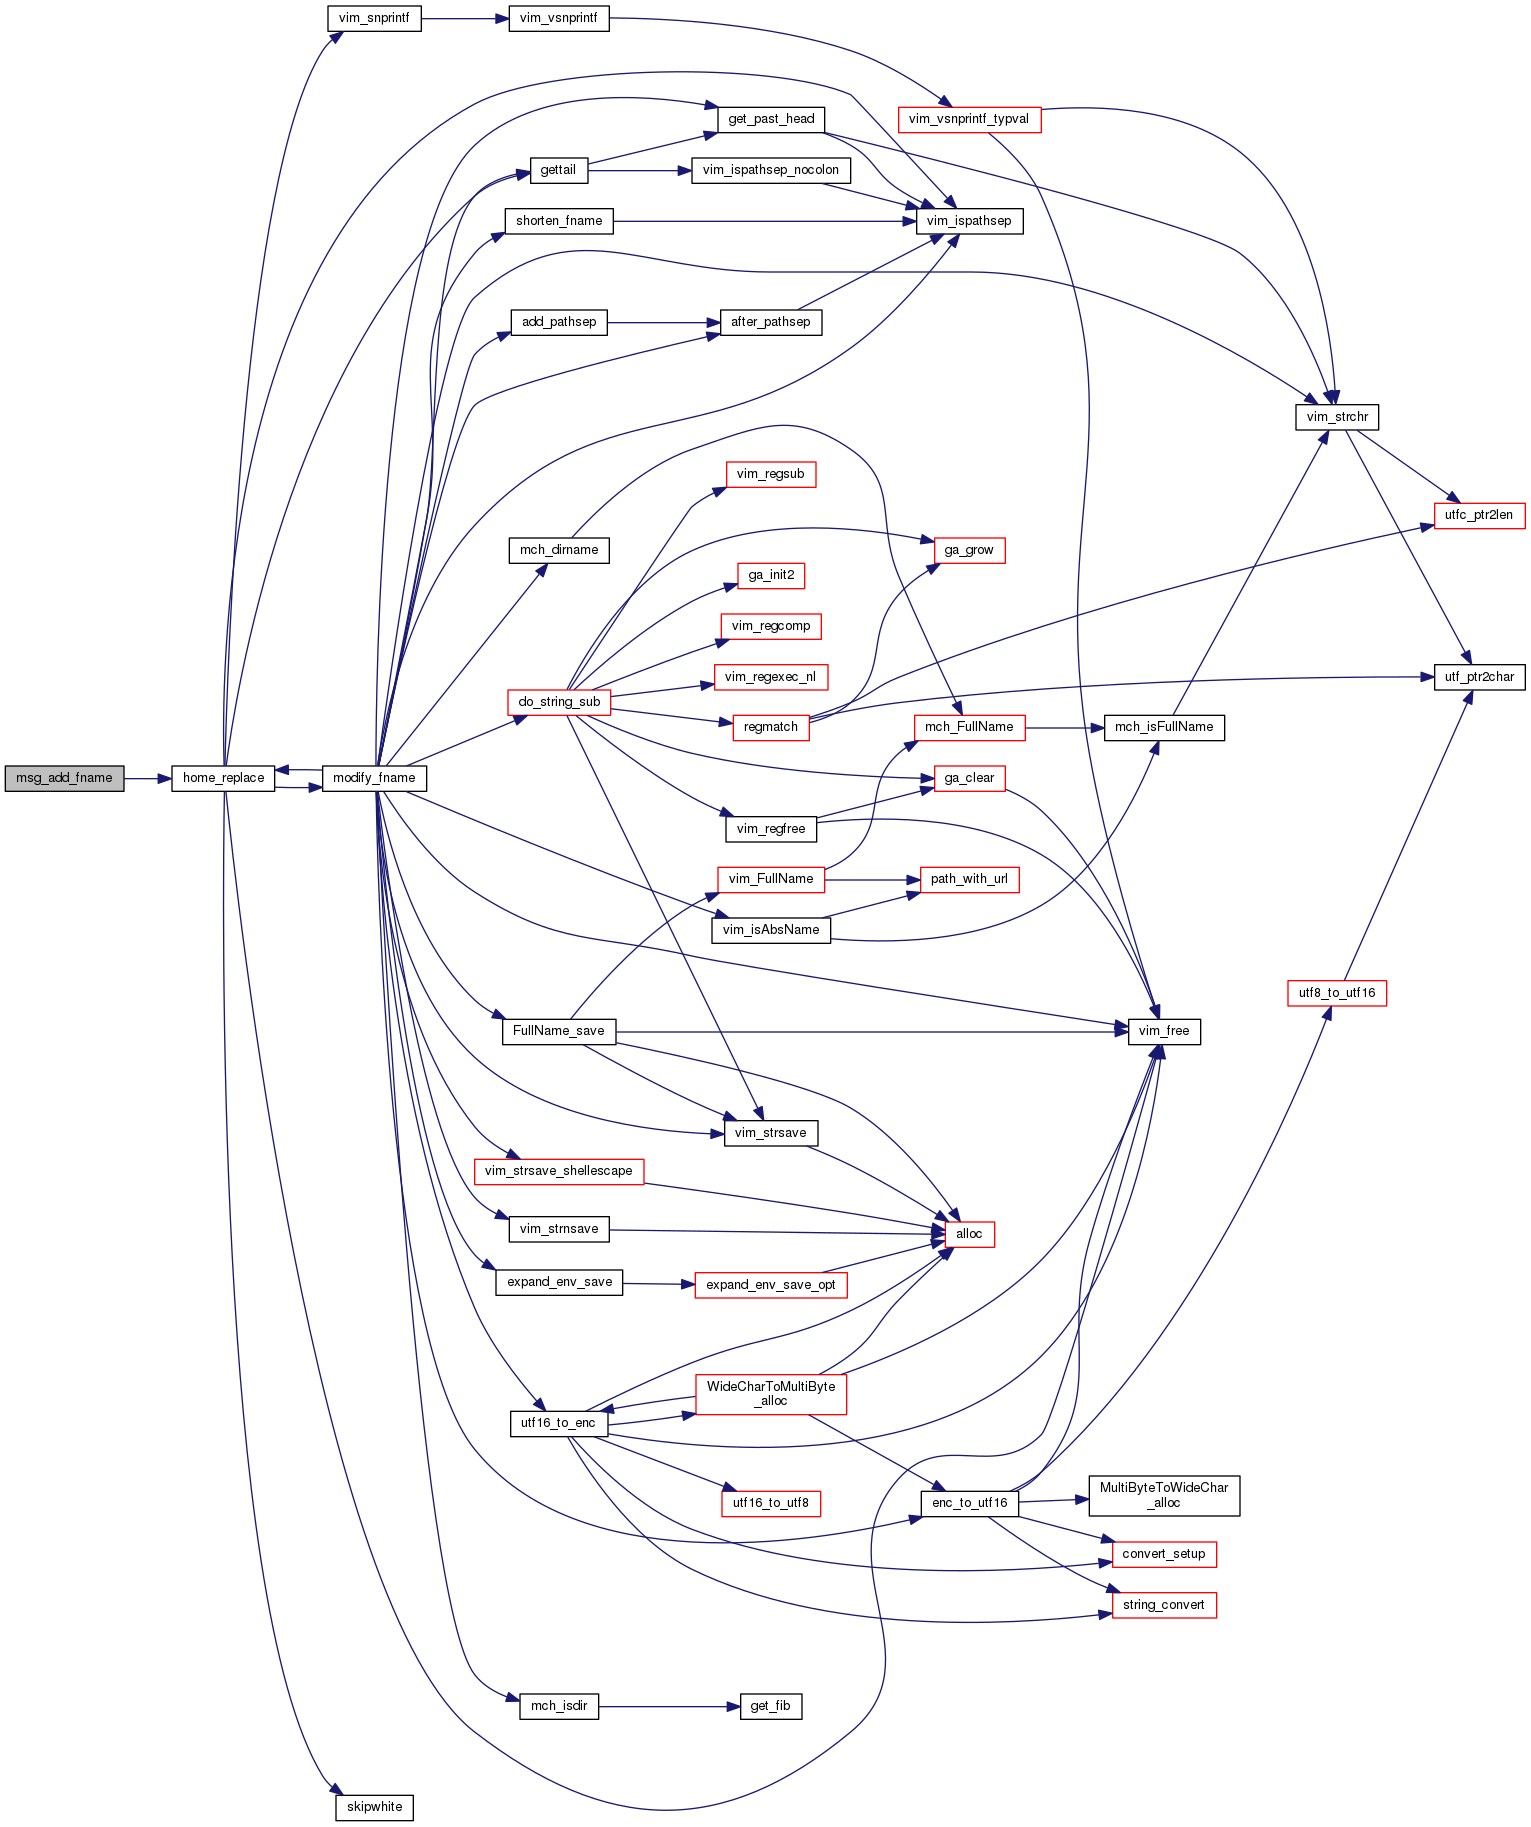 vim_snprintf
vim_vsnprintf
get_past_head
vim_vsnprintf_typval
gettail
vim_ispathsep_nocolon
shorten_fname
vim_ispathsep
add_pathsep
after_pathsep
vim_strchr
vim_regsub
utfc_ptr2len
mch_dirname
ga_grow
ga_init2
vim_regcomp
vim_regexec_nl
utf_ptr2char
do_string_sub
regmatch
mch_FullName
mch_isFullName
msg_add_fname
home_replace
modify_fname
ga_clear
vim_regfree
vim_FullName
path_with_url
vim_isAbsName
utf8_to_utf16
FullName_save
vim_free
vim_strsave
vim_strsave_shellescape
vim_strnsave
alloc
expand_env_save
expand_env_save_opt
WideCharToMultiByte
_alloc
utf16_to_enc
MultiByteToWideChar
_alloc
utf16_to_utf8
enc_to_utf16
convert_setup
string_convert
mch_isdir
get_fib
skipwhite